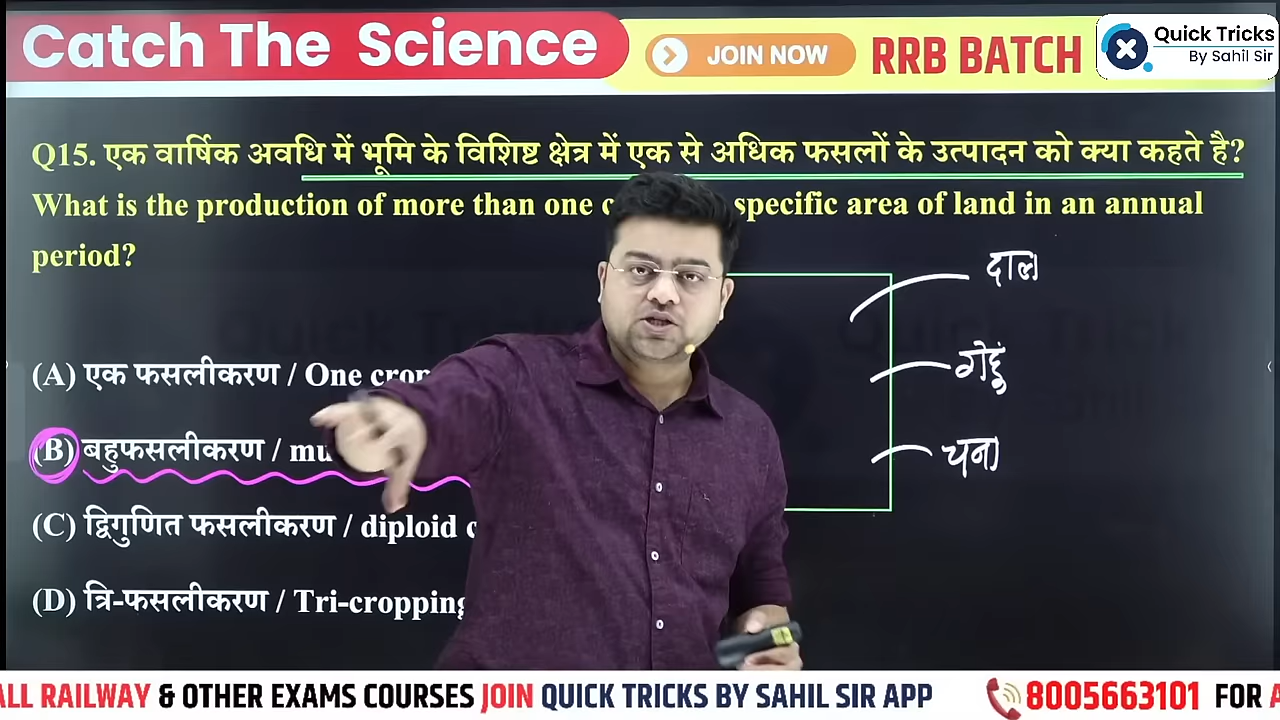 Catch The Science
JOIN NOW
RRB BATCH
Quick Tricks
By Sahil Sir
Q15. एक वार्षिक अवधि में भूमि के विशिष्ट क्षेत्र में एक से अधिक फसलों के उत्पादन को क्या कहते है?
What is the production of more than one specific area of land in an annual
period?
दाल
गेहूं
चना
(A) एक फसलीकरण / One
(B) बहुफसलीकरण /
(C) द्विगुणित फसलीकरण / diploid
(D) त्रि-फसलीकरण / Tri-cropping
ALL RAILWAY & OTHER EXAMS COURSES JOIN QUICK TRICKS BY SAHIL SIR APP 8005663101 FOR